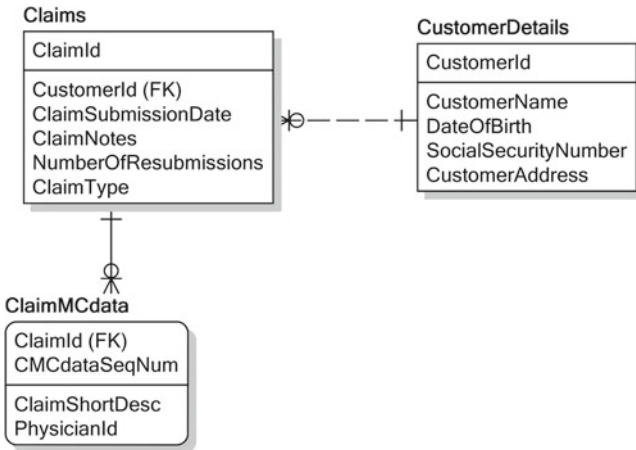 Claims
ClaimId
CustomerId (FK)
ClaimSubmissionDate
ClaimNotes
NumberOfResubmissions
ClaimType
CustomerDetails
CustomerId
CustomerName
DateOfBirth
SocialSecurityNumber
CustomerAddress
ClaimMCdata
ClaimId (FK)
CMCdataSeqNum
ClaimShortDesc
PhysicianId